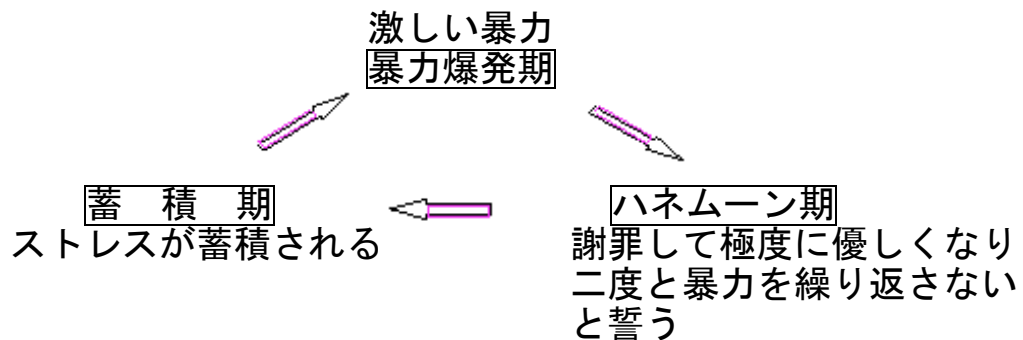 激しい暴力
暴力爆発期
蓄　積　期
ストレスが蓄積される
ハネムーン期
謝罪して極度に優しくなり
二度と暴力を繰り返さない
と誓う